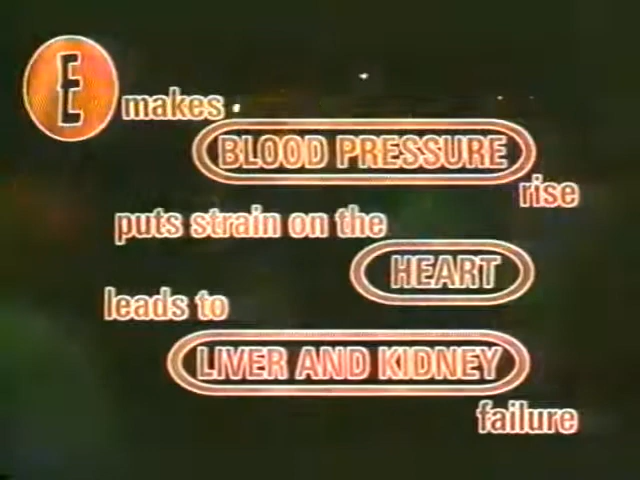 E makes
BLOOD PRESSURE
rise
puts strain on the
HEART
leads to
LIVER AND KIDNEY
failure